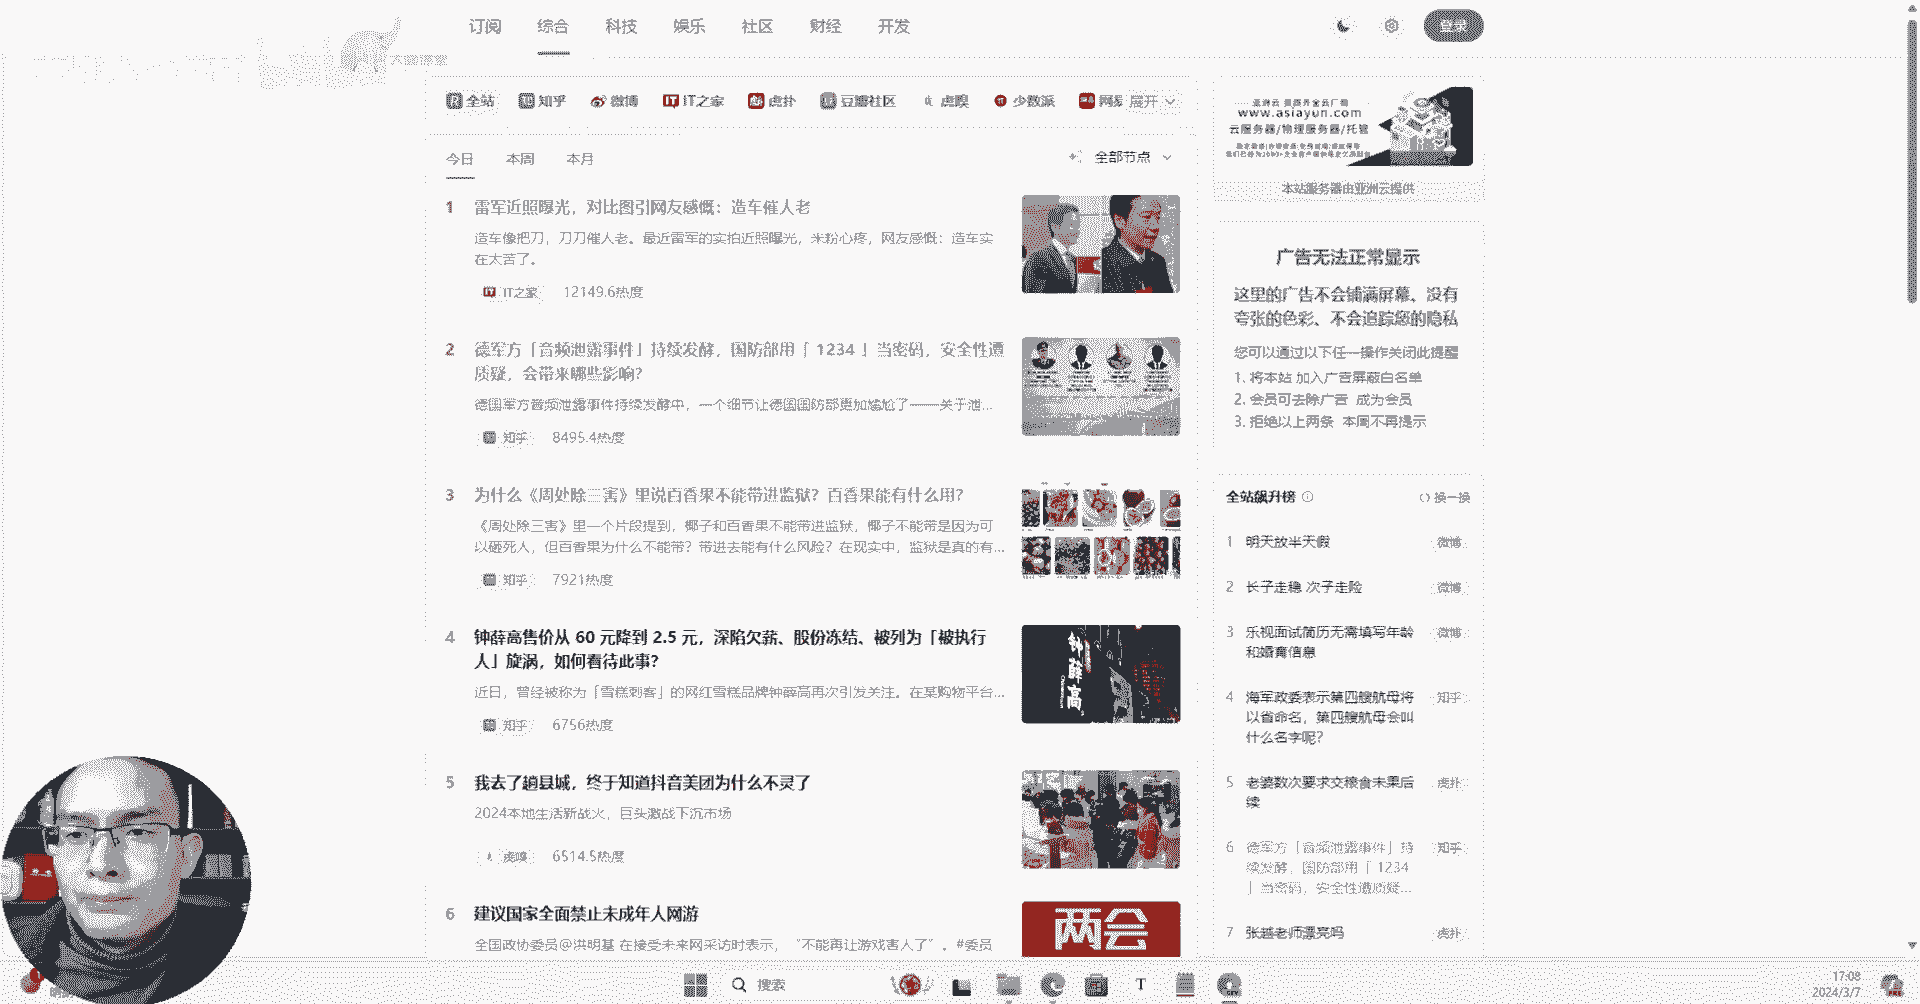 订阅 综合 科技 娱乐 社区 财经 开发 登录
大图课堂
全站 知乎 微博 IT之家 虎扑 豆瓣社区 虎嗅 少数派 网易 展开
今日 本周 本月 全部节点
1 雷军近照曝光，对比图引网友感慨：造车催人老
造车像把刀，刀刀催人老。最近雷军的实拍近照曝光，米粉心疼，网友感慨：造车实
在太苦了。
IT之家 12149.6热度
2 德军方「音频泄露事件」持续发酵，国防部用「 1234 」当密码，安全性遭
质疑，会带来哪些影响？
德国军方音频泄露事件持续发酵中，一个细节让德国国防部更加尴尬了——关于泄...
知乎 8495.4热度
3 为什么《周处除三害》里说百香果不能带进监狱？百香果能有什么用？
《周处除三害》里一个片段提到，椰子和百香果不能带进监狱，椰子不能带是因为可
以砸死人，但百香果为什么不能带？带进去能有什么风险？在现实中，监狱是真的有...
知乎 7921热度
4 钟薛高售价从 60 元降到 2.5 元，深陷欠薪、股份冻结、被列为「被执行
人」旋涡，如何看待此事？
近日，曾经被称为「雪糕刺客」的网红雪糕品牌钟薛高再次引发关注。在某购物平台...
知乎 6756热度
钟薛高
5 我去了趟县城，终于知道抖音美团为什么不灵了
2024本地生活新战火，巨头激战下沉市场
虎嗅 6514.5热度
6 建议国家全面禁止未成年人网游
全国政协委员@洪明基 在接受未来网采访时表示，“不能再让游戏害人了”。#委员
两会
www.asiayun.com
云服务器/物理服务器/托管
本站服务器由亚洲云提供
广告无法正常显示
这里的广告不会铺满屏幕、没有
夸张的色彩、不会追踪您的隐私
您可以通过以下任一操作关闭此提醒
1. 将本站 加入广告屏蔽白名单
2. 会员可去除广告 成为会员
3. 拒绝以上两条 本周不再提示
全站飙升榜 换一换
1 明天放半天假 微博
2 长子走稳 次子走险 微博
3 乐视面试简历无需填写年龄
和婚育信息 微博
4 海军政委表示第四艘航母将
以省命名，第四艘航母会叫
什么名字呢？ 知乎
5 老婆数次要求交粮食未果后
续 虎扑
6 德军方「音频泄露事件」持
续发酵，国防部用「 1234
」当密码，安全性遭质疑... 知乎
7 张越老师漂亮吗 虎扑
搜索
17:08
2024/3/7